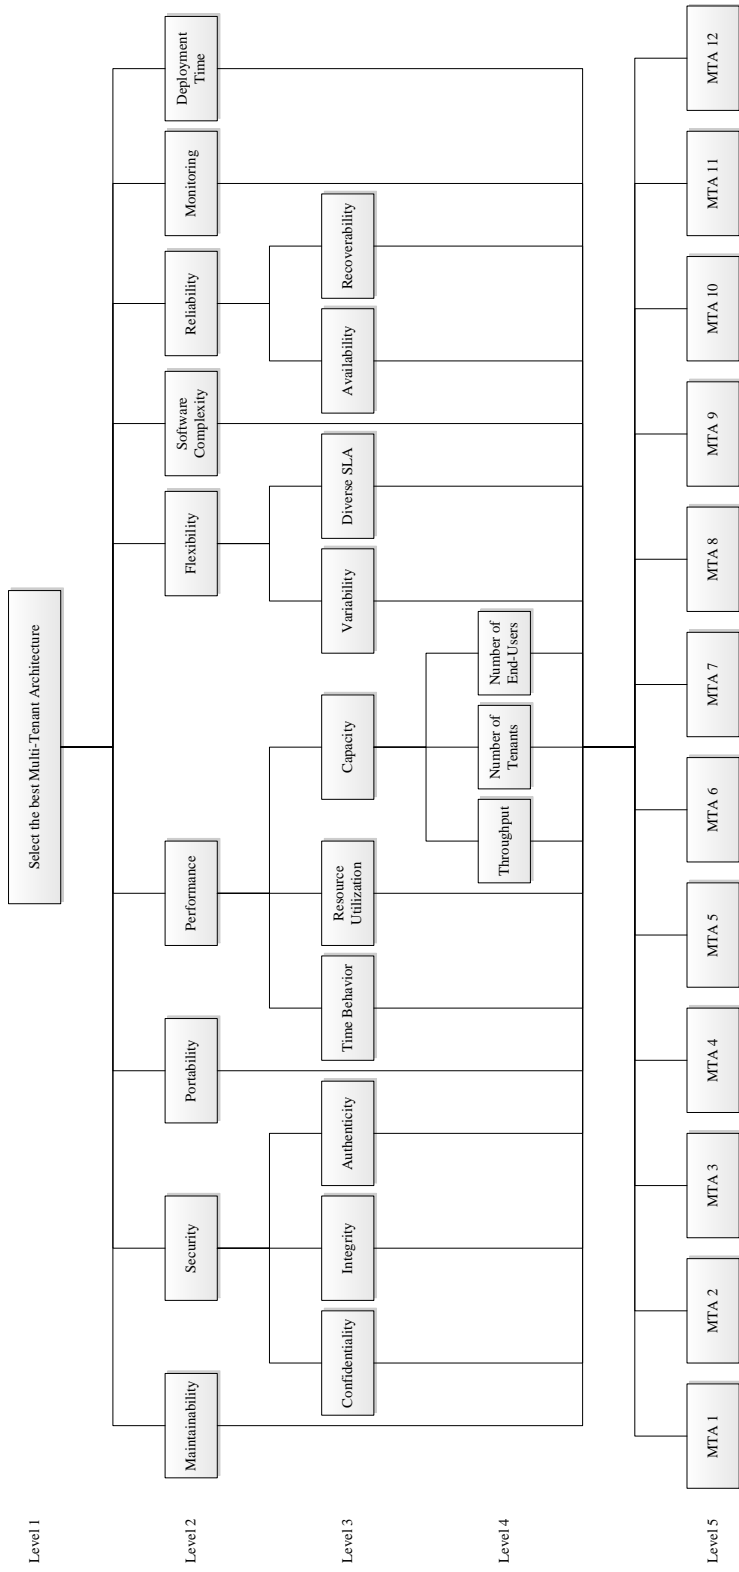 Level 1
Select the best Multi-Tenant Architecture
Level 2
Maintainability
Security
Portability
Performance
Flexibility
Software
Complexity
Reliability
Monitoring
Deployment
Time
Level 3
Confidentiality
Integrity
Authenticity
Time Behavior
Resource
Utilization
Capacity
Variability
Diverse SLA
Availability
Recoverability
Level 4
Throughput
Number of
Tenants
Number of
End-Users
Level 5
MTA 1
MTA 2
MTA 3
MTA 4
MTA 5
MTA 6
MTA 7
MTA 8
MTA 9
MTA 10
MTA 11
MTA 12